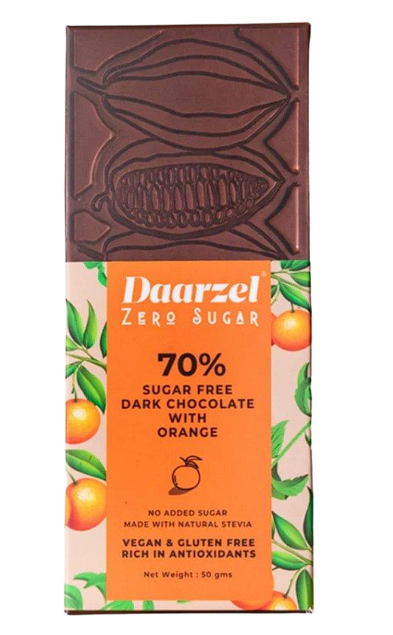 Daarzel®
ZERO SUGAR
70%
SUGAR FREE
DARK CHOCOLATE
WITH
ORANGE
NO ADDED SUGAR
MADE WITH NATURAL STEVIA
VEGAN & GLUTEN FREE
RICH IN ANTIOXIDANTS
Net Weight : 50 gms